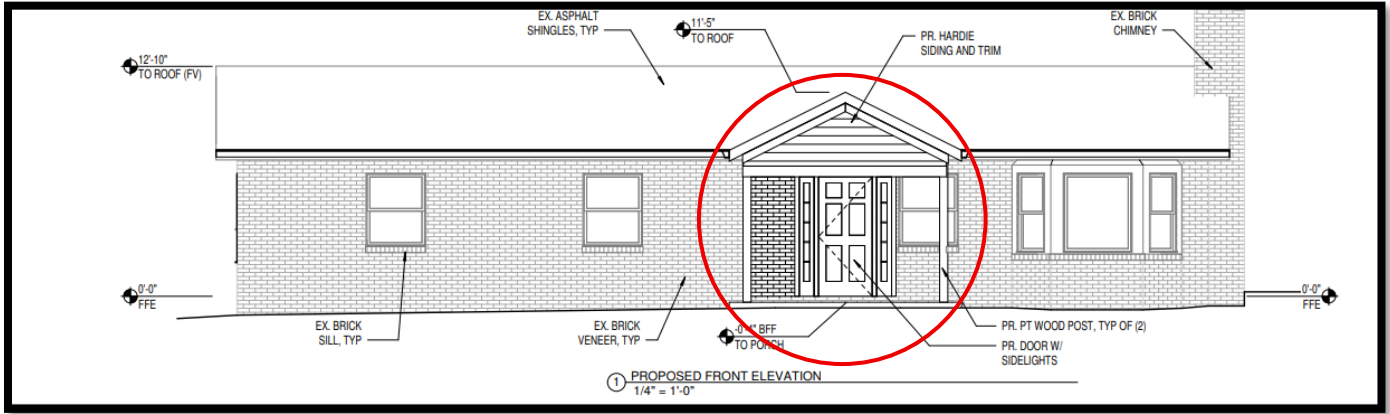 EX. ASPHALT
SHINGLES, TYP
11'-5"
TO ROOF
PR. HARDIE
SIDING AND TRIM
EX. BRICK
CHIMNEY
12'-10"
TO ROOF (FV)
0'-0"
FFE
0'-0"
FFE
EX. BRICK
SILL, TYP
EX. BRICK
VENEER, TYP
-0'-4" BFF
TO PORCH
PR. PT WOOD POST, TYP OF (2)
PR. DOOR W/
SIDELIGHTS
1 PROPOSED FRONT ELEVATION
1/4" = 1'-0"